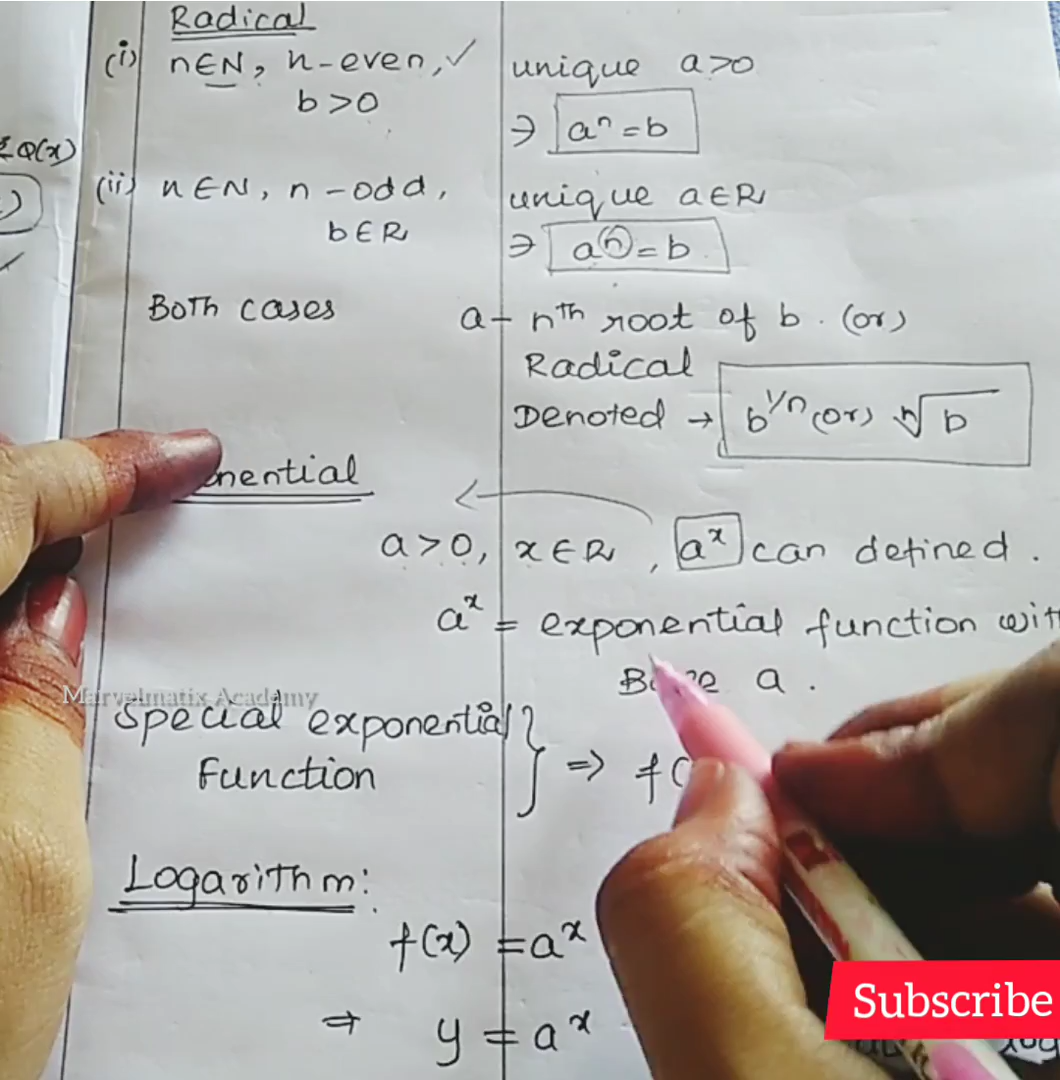 Radical
(i) n∈N, n-even, ✓ unique a>0
b>0
∋ aⁿ = b
Q(x)
(ii) n∈N, n-odd, unique a∈R
b∈R
∋ aⁿ = b
Both cases a - nth root of b. (or)
Radical
Denoted → b^1/n (or) ⁿ√b
nential
a>0, x∈R, aˣ can defined.
aˣ = exponential function wit
a.
Marvelmatix Academy
Special exponential
Function } ⇒ f(
Logarithm:
f(x) = aˣ
⇒ y = aˣ
Subscribe